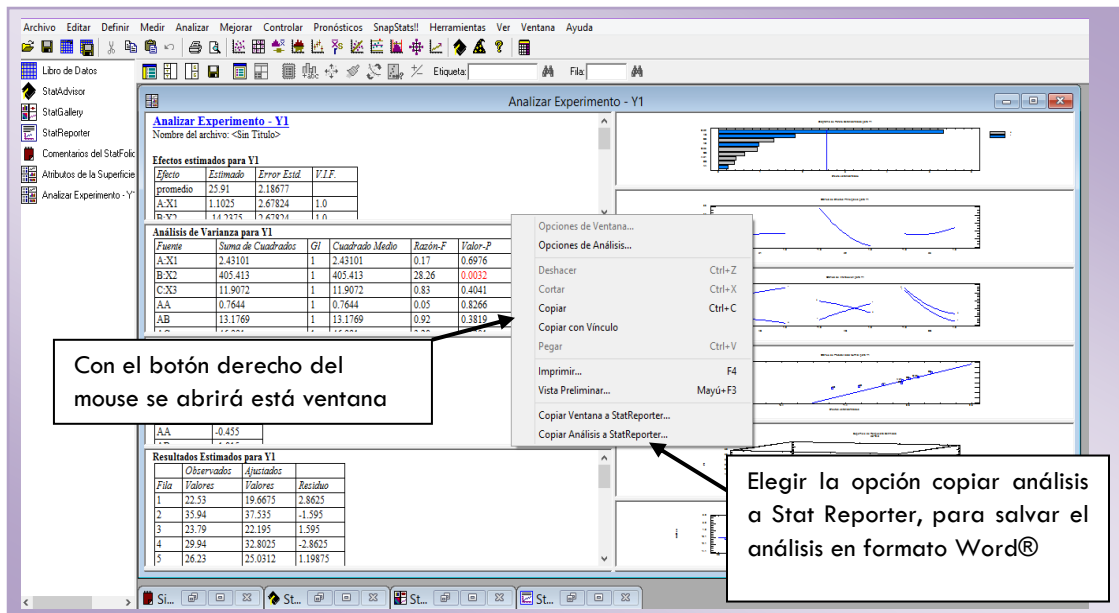 Archivo Editar Definir Medir Analizar Mejorar Controlar Pronósticos SnapStats!! Herramientas Ver Ventana Ayuda
Etiqueta: Fila:
Libro de Datos
StatAdvisor
StatGallery
StatReporter
Comentarios del StatFolic
Atributos de la Superficie
Analizar Experimento - Y
Analizar Experimento - Y1
Analizar Experimento - Y1
Nombre del archivo: <Sin Título>
Efectos estimados para Y1
Efecto Estimado Error Estd. V.I.F.
promedio 25.91 2.18677
A:X1 1.1025 2.67824 1.0
B:X2 -14.2375 2.67824 1.0
Análisis de Varianza para Y1
Fuente Suma de Cuadrados Gl Cuadrado Medio Razón-F Valor-P
A:X1 2.43101 1 2.43101 0.17 0.6976
B:X2 405.413 1 405.413 28.26 0.0032
C:X3 11.9072 1 11.9072 0.83 0.4041
AA 0.7644 1 0.7644 0.05 0.8266
AB 13.1769 1 13.1769 0.92 0.3819
Opciones de Ventana...
Opciones de Análisis...
Deshacer Ctrl+Z
Cortar Ctrl+X
Copiar Ctrl+C
Copiar con Vínculo
Pegar Ctrl+V
Imprimir... F4
Vista Preliminar... Mayú+F3
Copiar Ventana a StatReporter...
Copiar Análisis a StatReporter...
Con el botón derecho del
mouse se abrirá está ventana
AA -0.455
Resultados Estimados para Y1
Observados Ajustados
Fila Valores Valores Residuo
1 22.53 19.6675 2.8625
2 35.94 37.535 -1.595
3 23.79 22.195 1.595
4 29.94 32.8025 -2.8625
5 26.23 25.0312 1.19875
Elegir la opción copiar análisis
a Stat Reporter, para salvar el
análisis en formato Word®
Si... St... St... St...